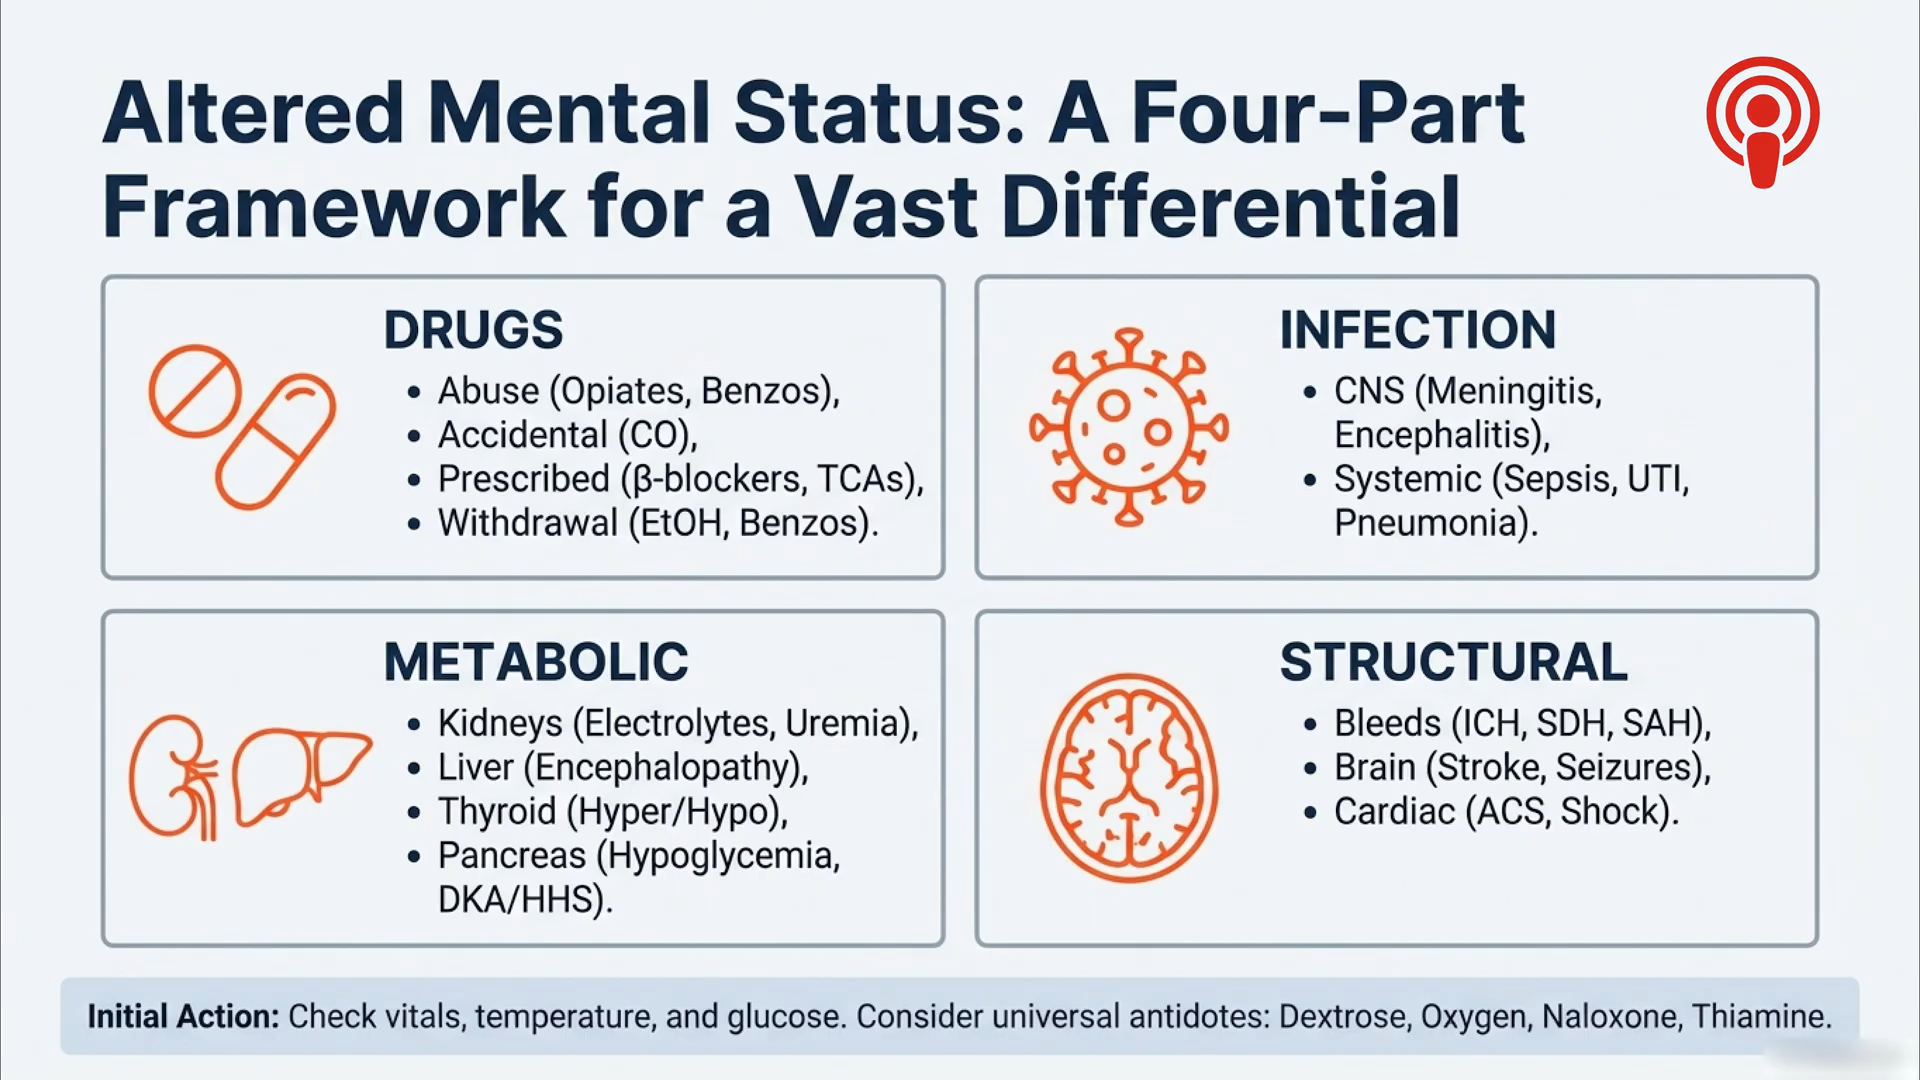 Altered Mental Status: A Four-Part
Framework for a Vast Differential
DRUGS
• Abuse (Opiates, Benzos),
• Accidental (CO),
• Prescribed (β-blockers, TCAs),
• Withdrawal (EtOH, Benzos).
INFECTION
• CNS (Meningitis,
Encephalitis),
• Systemic (Sepsis, UTI,
Pneumonia).
METABOLIC
• Kidneys (Electrolytes, Uremia),
• Liver (Encephalopathy),
• Thyroid (Hyper/Hypo),
• Pancreas (Hypoglycemia,
DKA/HHS).
STRUCTURAL
• Bleeds (ICH, SDH, SAH),
• Brain (Stroke, Seizures),
• Cardiac (ACS, Shock).
Initial Action: Check vitals, temperature, and glucose. Consider universal antidotes: Dextrose, Oxygen, Naloxone, Thiamine.